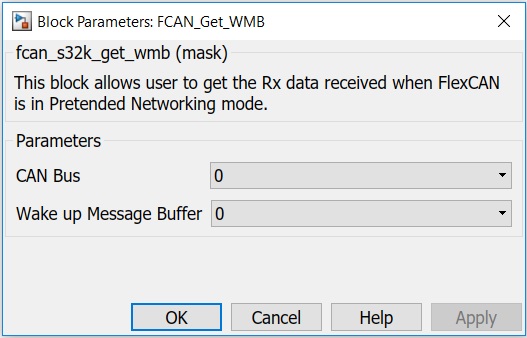 Block Parameters: FCAN_Get_WMB
fcan_s32k_get_wmb (mask)
This block allows user to get the Rx data received when FlexCAN
is in Pretended Networking mode.
Parameters
CAN Bus 0
Wake up Message Buffer 0
OK Cancel Help Apply